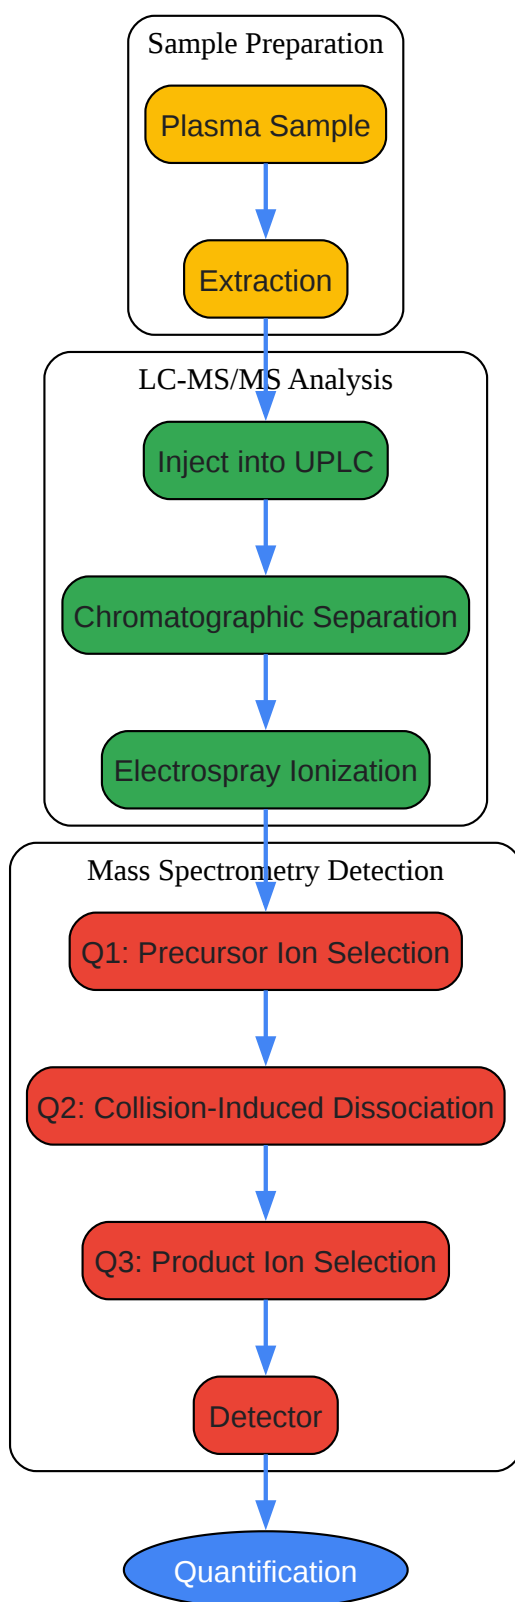 Sample Preparation
Plasma Sample
Extraction
LC-MS/MS Analysis
Inject into UPLC
Chromatographic Separation
Electrospray Ionization
Mass Spectrometry Detection
Q1: Precursor Ion Selection
Q2: Collision-Induced Dissociation
Q3: Product Ion Selection
Detector
Quantification